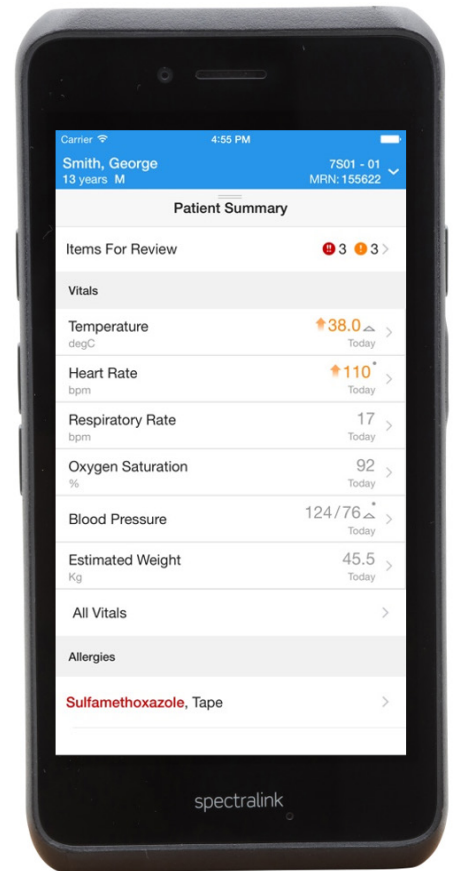 Carrier 4:55 PM
Smith, George 7S01 - 01
13 years M MRN: 155622
Patient Summary
Items For Review !! 3 ! 3
Vitals
Temperature 38.0
degC Today
Heart Rate 110*
bpm Today
Respiratory Rate 17
bpm Today
Oxygen Saturation 92
% Today
Blood Pressure 124/76*
Today
Estimated Weight 45.5
Kg Today
All Vitals
Allergies
Sulfamethoxazole, Tape
spectralink